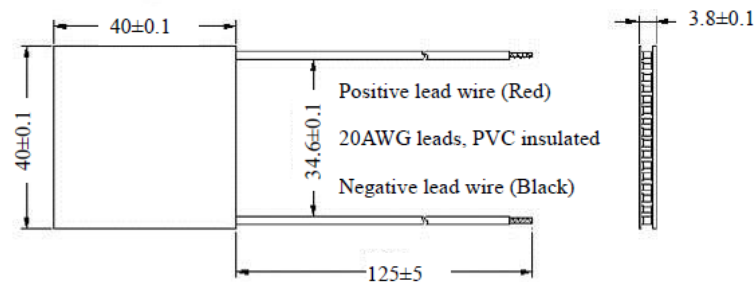 40±0.1
3.8±0.1
40±0.1
34.6±0.1
Positive lead wire (Red)
20AWG leads, PVC insulated
Negative lead wire (Black)
125±5